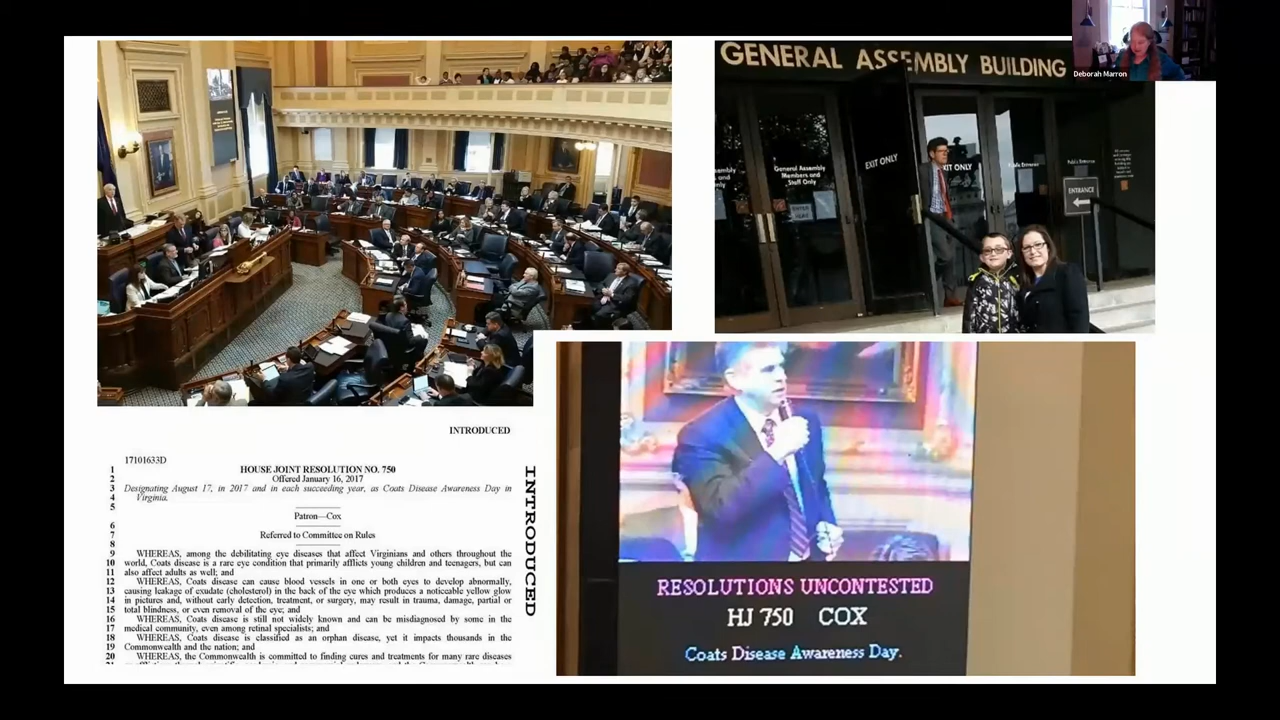 GENERAL ASSEMBLY BUILDING
Deborah Marron
General Assembly
Members and
Staff Only
EXIT ONLY
EXIT ONLY
Public Entrance
Public Entrance
ENTRANCE
INTRODUCED
17101633D
1 HOUSE JOINT RESOLUTION NO. 750
2 Offered January 16, 2017
3 Designating August 17, in 2017 and in each succeeding year, as Coats Disease Awareness Day in
4 Virginia.
5
Patron—Cox
6
7 Referred to Committee on Rules
8
9 WHEREAS, among the debilitating eye diseases that affect Virginians and others throughout the
10 world, Coats disease is a rare eye condition that primarily afflicts young children and teenagers, but can
11 also affect adults as well; and
12 WHEREAS, Coats disease can cause blood vessels in one or both eyes to develop abnormally,
13 causing leakage of exudate (cholesterol) in the back of the eye which produces a noticeable yellow glow
14 in pictures and, without early detection, treatment, or surgery, may result in trauma, damage, partial or
15 total blindness, or even removal of the eye; and
16 WHEREAS, Coats disease is still not widely known and can be misdiagnosed by some in the
17 medical community, even among retinal specialists; and
18 WHEREAS, Coats disease is classified as an orphan disease, yet it impacts thousands in the
19 Commonwealth and the nation; and
20 WHEREAS, the Commonwealth is committed to finding cures and treatments for many rare diseases
INTRODUCED
RESOLUTIONS UNCONTESTED
HJ 750 COX
Coats Disease Awareness Day.